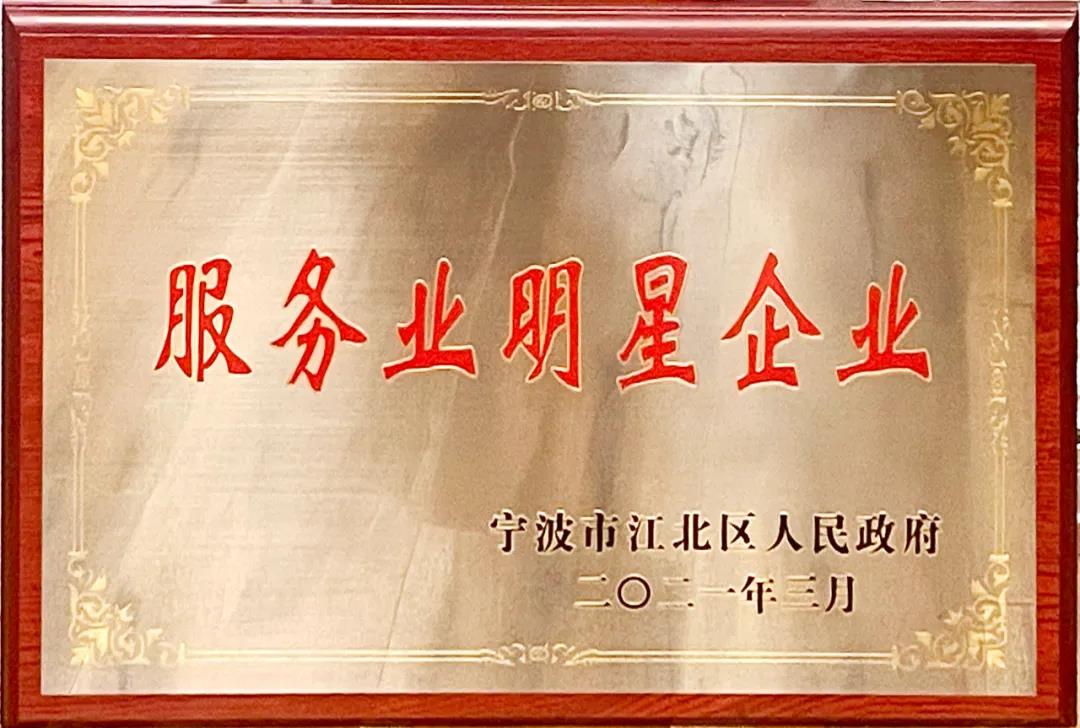 服务业明星企业
宁波市江北区人民政府
二〇二一年三月